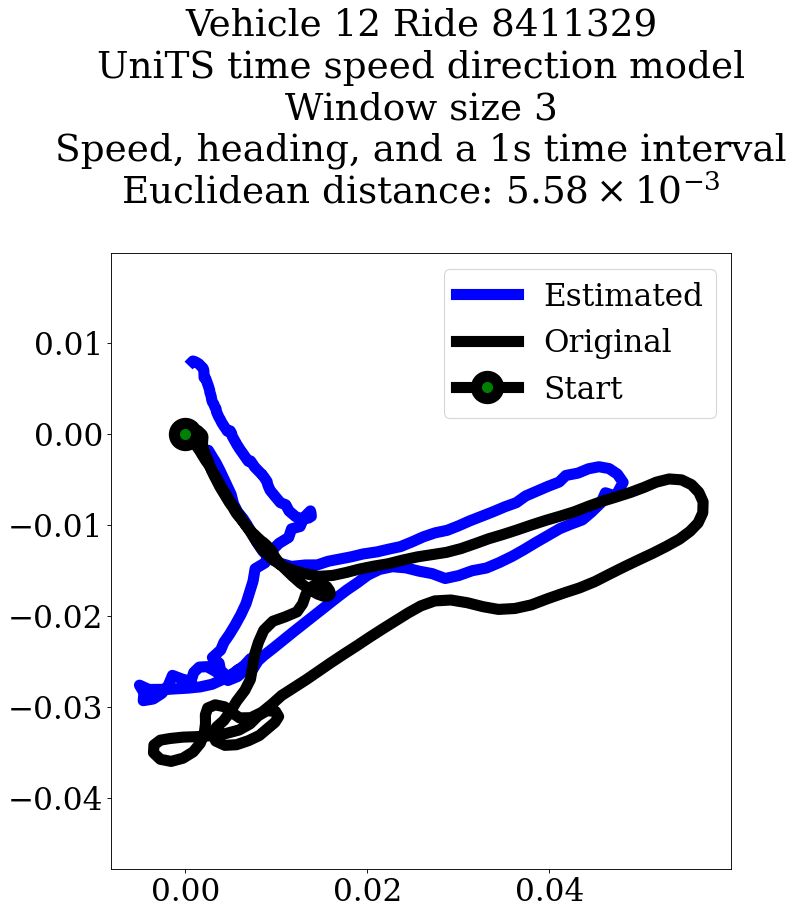 Vehicle 12 Ride 8411329
UniTS time speed direction model
Window size 3
Speed, heading, and a 1s time interval
Euclidean distance: 5.58 × 10⁻³
Estimated
Original
Start
0.01
0.00
−0.01
−0.02
−0.03
−0.04
0.00 0.02 0.04